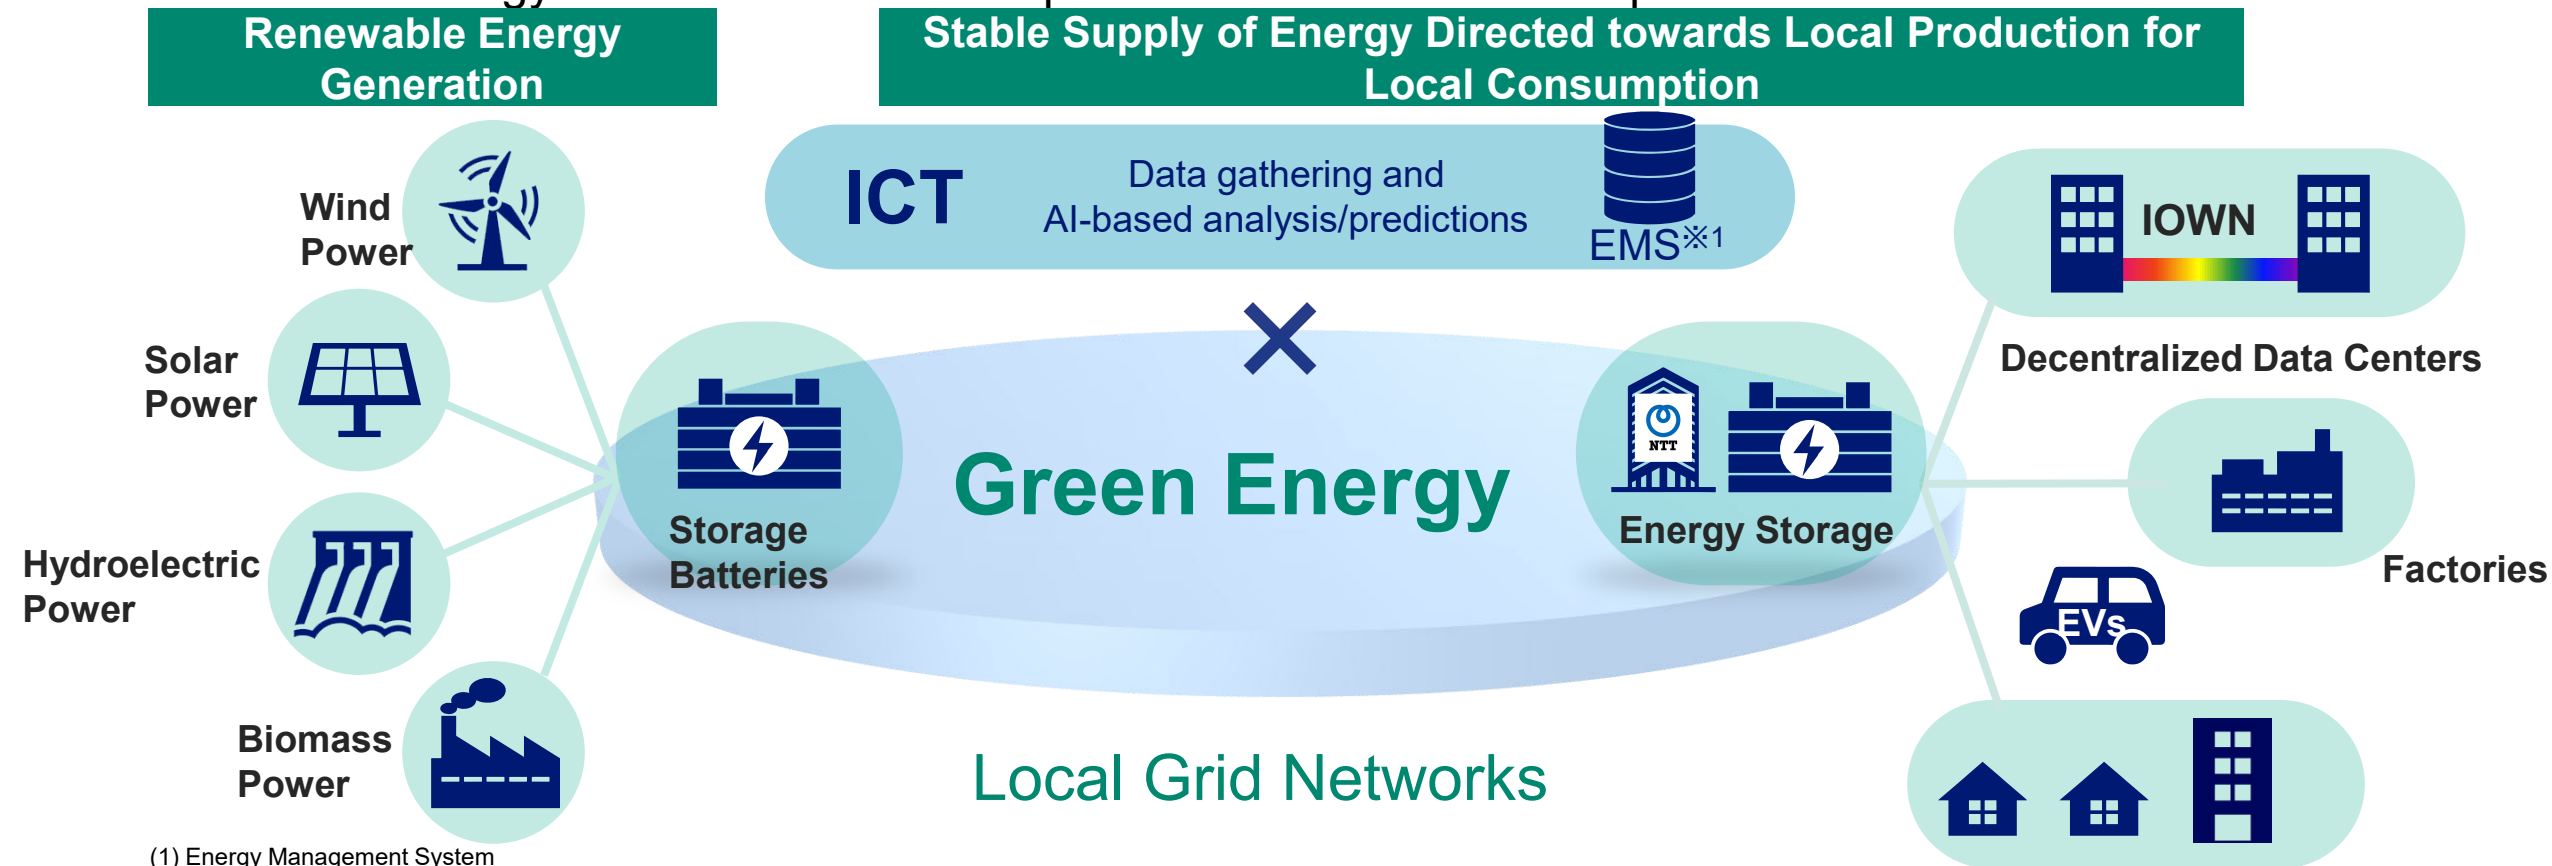 Renewable Energy
Generation
Stable Supply of Energy Directed towards Local Production for
Local Consumption
ICT
Data gathering and
AI-based analysis/predictions
EMS※1
Wind
Power
Solar
Power
Hydroelectric
Power
Biomass
Power
Storage
Batteries
Green Energy
NTT
Energy Storage
IOWN
Decentralized Data Centers
Factories
EVs
Local Grid Networks
(1) Energy Management System